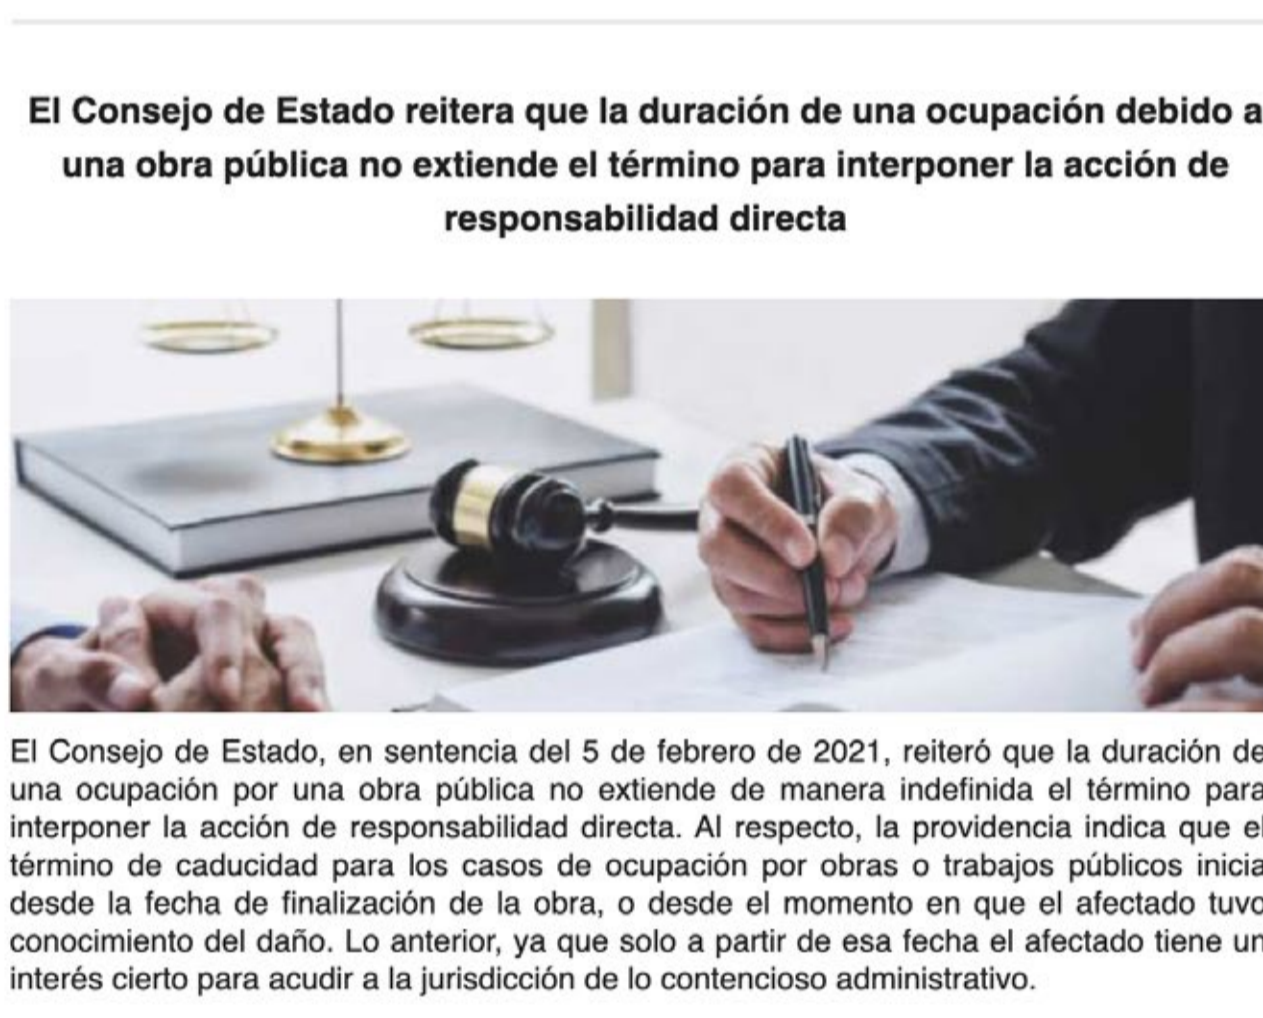 El Consejo de Estado reitera que la duración de una ocupación debido a
una obra pública no extiende el término para interponer la acción de
responsabilidad directa
El Consejo de Estado, en sentencia del 5 de febrero de 2021, reiteró que la duración de
una ocupación por una obra pública no extiende de manera indefinida el término para
interponer la acción de responsabilidad directa. Al respecto, la providencia indica que el
término de caducidad para los casos de ocupación por obras o trabajos públicos inicia
desde la fecha de finalización de la obra, o desde el momento en que el afectado tuvo
conocimiento del daño. Lo anterior, ya que solo a partir de esa fecha el afectado tiene un
interés cierto para acudir a la jurisdicción de lo contencioso administrativo.